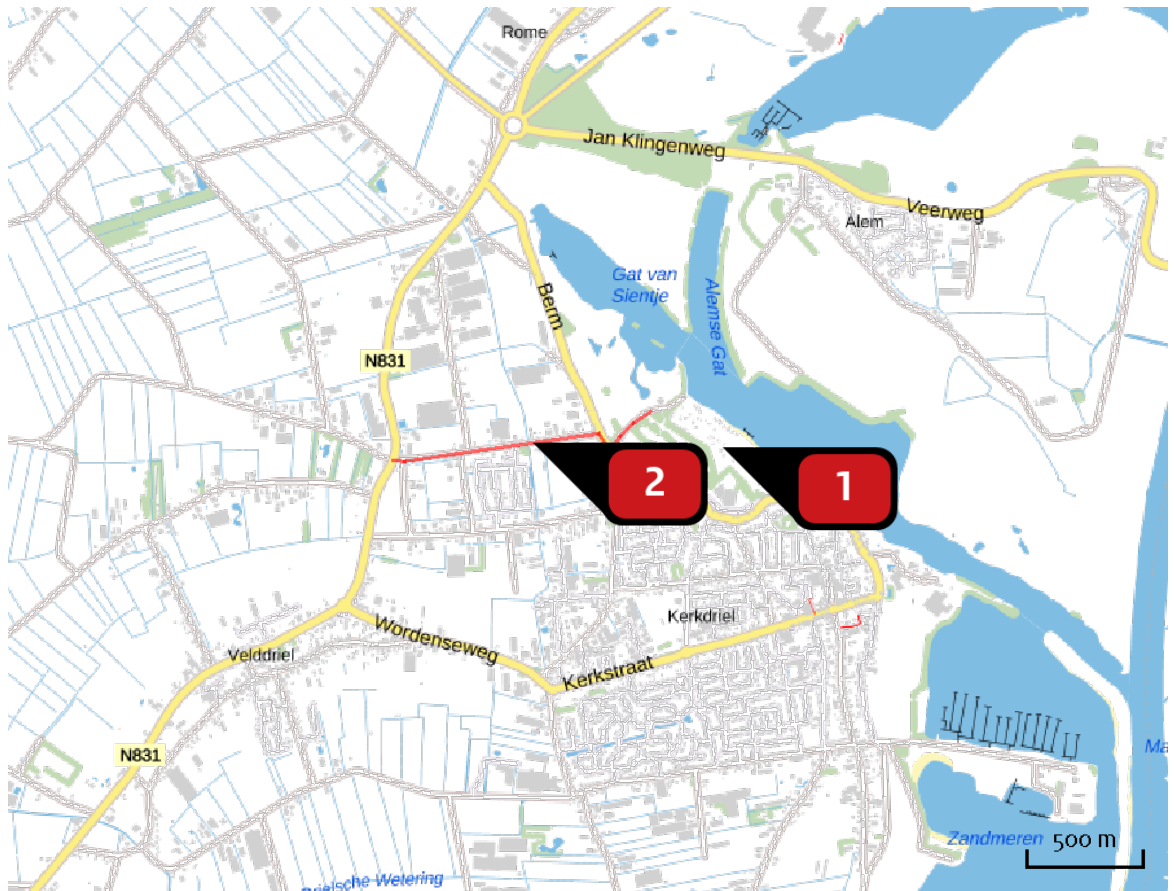 Rome
Jan Klingenweg
Veerweg
Alem
Gat van
Sientje
Alemse Gat
Berm
N831
2
1
Kerkdriel
Wordenseweg
Velddriel
Kerkstraat
N831
Ma
Zandmeren
500 m
Wetering